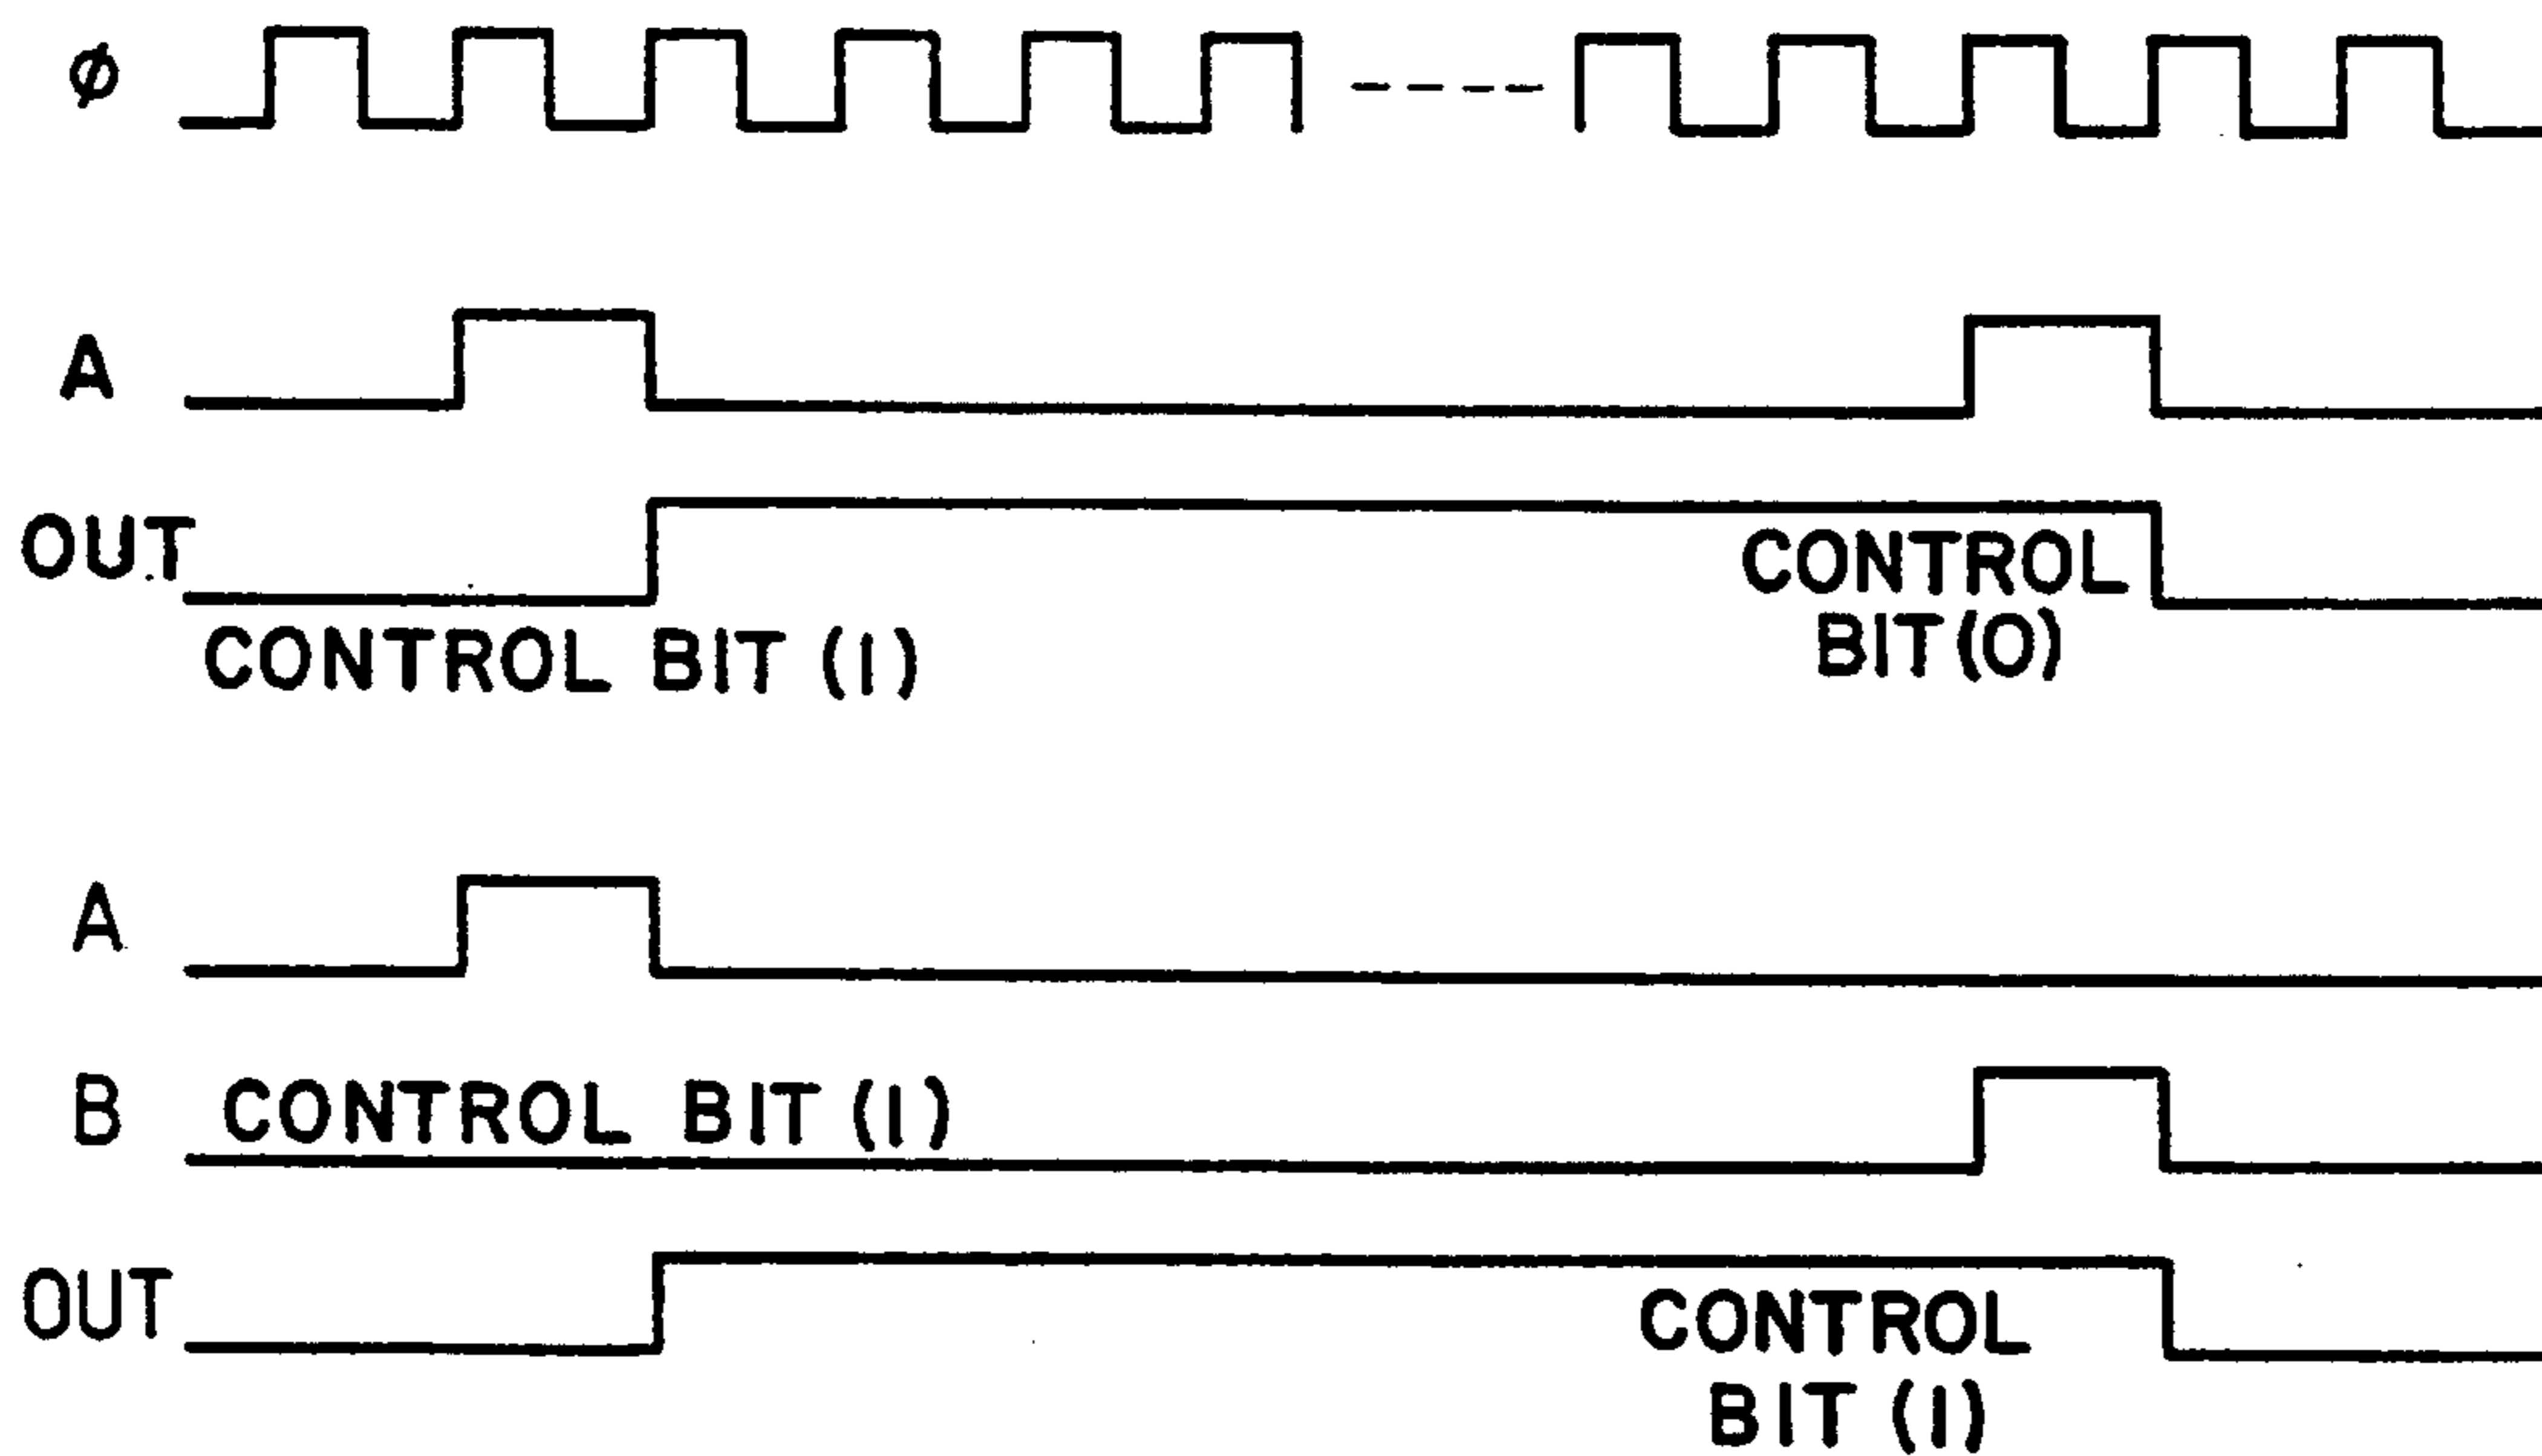 ϕ
A
OUT
CONTROL
BIT(0)
CONTROL BIT (1)
A
B CONTROL BIT (1)
OUT
CONTROL
BIT (1)